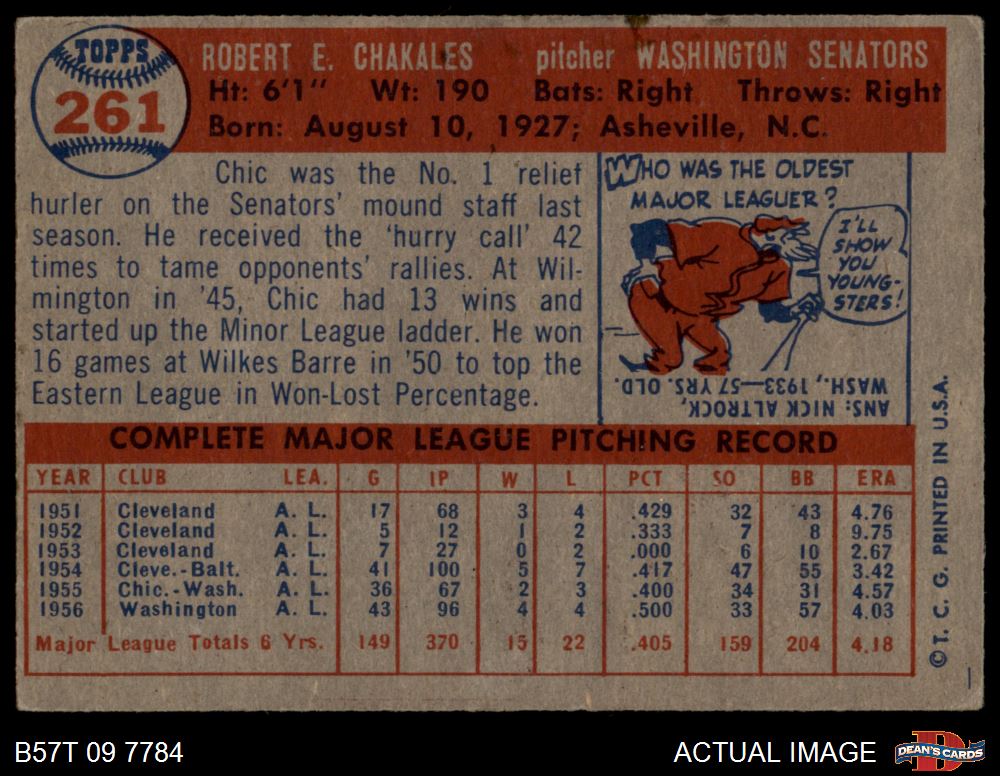 TOPPS
261
ROBERT E. CHAKALES pitcher WASHINGTON SENATORS
Ht: 6'1" Wt: 190 Bats: Right Throws: Right
Born: August 10, 1927; Asheville, N.C.
Chic was the No. 1 relief
hurler on the Senators' mound staff last
season. He received the 'hurry call' 42
times to tame opponents' rallies. At Wil-
mington in '45, Chic had 13 wins and
started up the Minor League ladder. He won
16 games at Wilkes Barre in '50 to top the
Eastern League in Won-Lost Percentage.
WHO WAS THE OLDEST
MAJOR LEAGUER?
I'LL
SHOW
YOU
YOUNG-
STERS!
ANS: NICK ALTROCK,
WASH., 1933—57 YRS. OLD.
COMPLETE MAJOR LEAGUE PITCHING RECORD
YEAR CLUB LEA. G IP W L PCT SO BB ERA
1951 Cleveland A. L. 17 68 3 4 .429 32 43 4.76
1952 Cleveland A. L. 5 12 1 2 .333 7 8 9.75
1953 Cleveland A. L. 7 27 0 2 .000 6 10 2.67
1954 Cleve.-Balt. A. L. 41 100 5 7 .417 47 55 3.42
1955 Chic.-Wash. A. L. 36 67 2 3 .400 34 31 4.57
1956 Washington A. L. 43 96 4 4 .500 33 57 4.03
Major League Totals 6 Yrs. 149 370 15 22 .405 159 204 4.18
© T. C. G. PRINTED IN U.S.A.
B57T 09 7784
ACTUAL IMAGE
DEAN'S CARDS